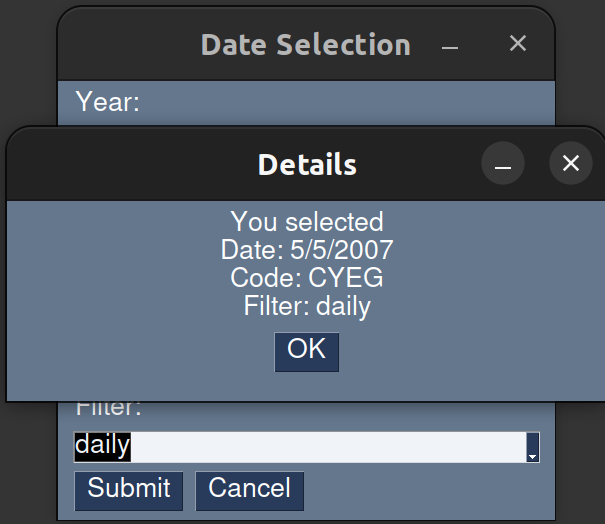 Date Selection
Year:
Details
You selected
Date: 5/5/2007
Code: CYEG
Filter: daily
OK
Filter:
daily
Submit Cancel